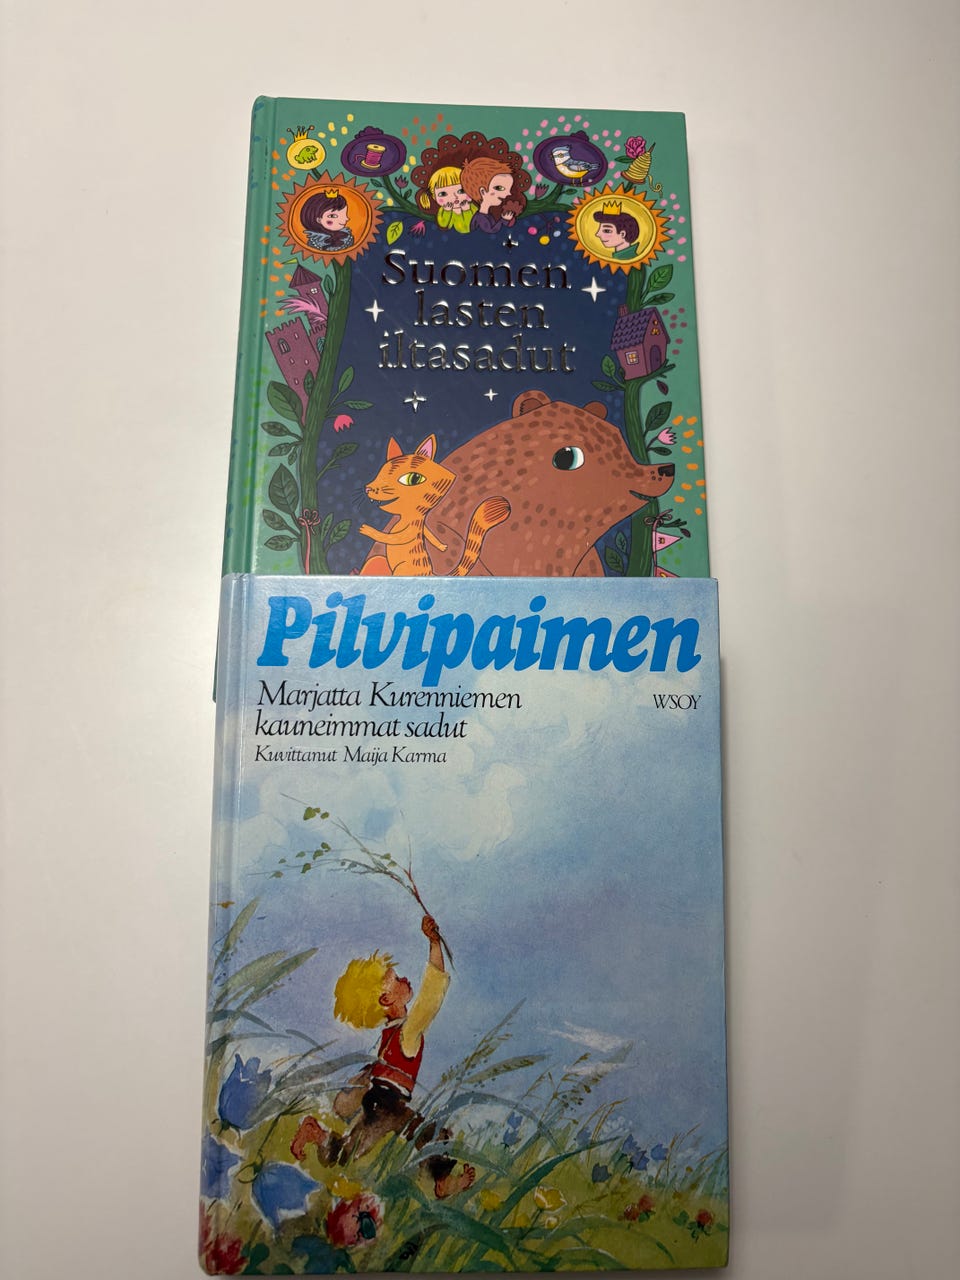 Suomen
lasten
iltasadut
Pilvipaimen
Marjatta Kurenniemen
kauneimmat sadut
Kuvittanut Maija Karma
WSOY